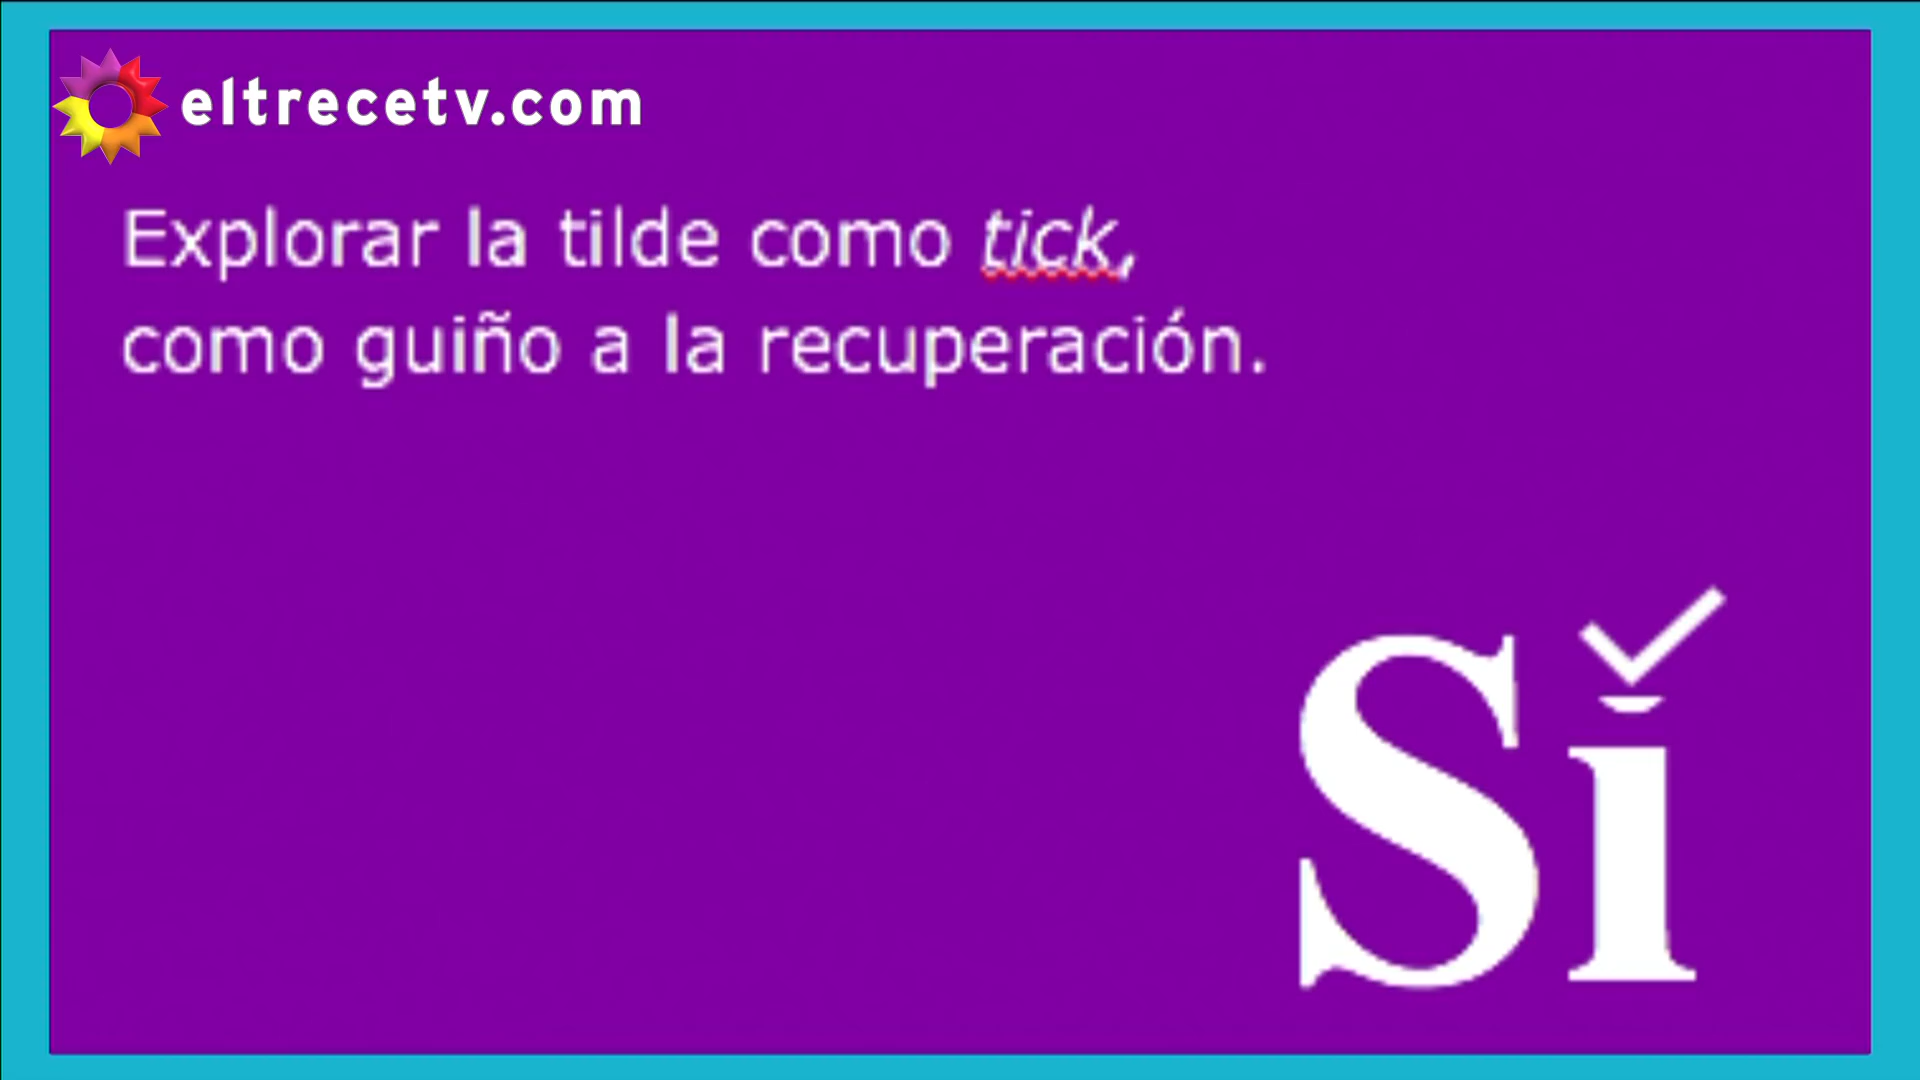 eltrecetv.com
Explorar la tilde como tick,
como guiño a la recuperación.
Sí